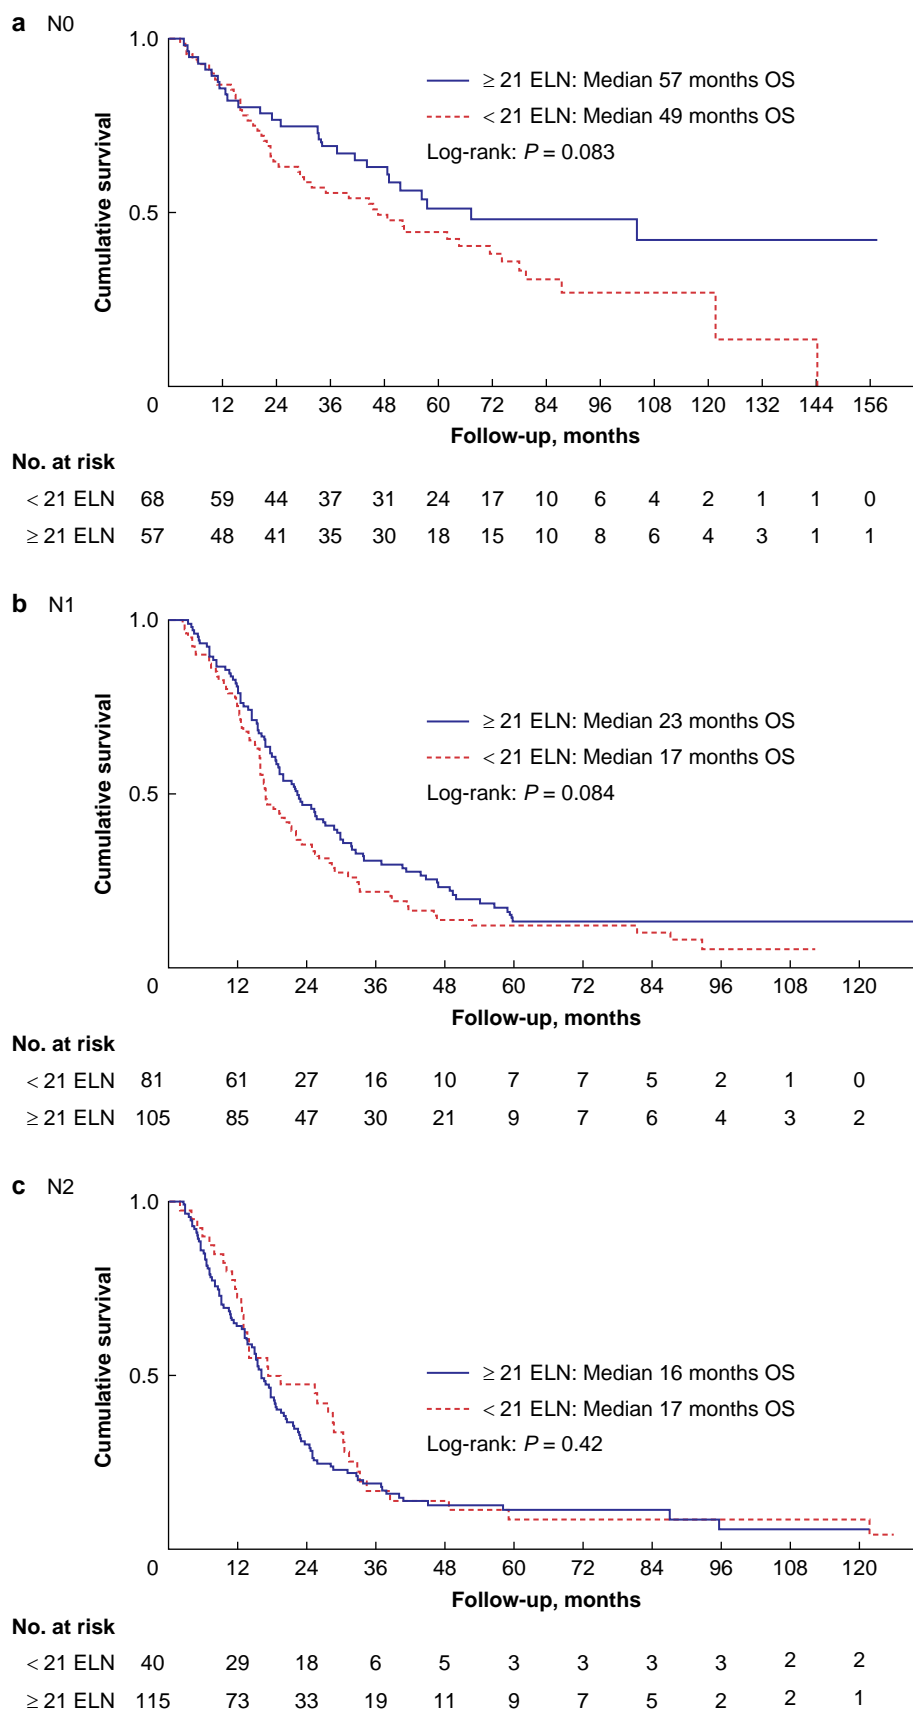 a N0
1.0
0.5
Cumulative survival
≥ 21 ELN: Median 57 months OS
< 21 ELN: Median 49 months OS
Log-rank: P = 0.083
0 12 24 36 48 60 72 84 96 108 120 132 144 156
Follow-up, months
No. at risk
< 21 ELN 68 59 44 37 31 24 17 10 6 4 2 1 1 0
≥ 21 ELN 57 48 41 35 30 18 15 10 8 6 4 3 1 1
b N1
1.0
0.5
Cumulative survival
≥ 21 ELN: Median 23 months OS
< 21 ELN: Median 17 months OS
Log-rank: P = 0.084
0 12 24 36 48 60 72 84 96 108 120
Follow-up, months
No. at risk
< 21 ELN 81 61 27 16 10 7 7 5 2 1 0
≥ 21 ELN 105 85 47 30 21 9 7 6 4 3 2
c N2
1.0
0.5
Cumulative survival
≥ 21 ELN: Median 16 months OS
< 21 ELN: Median 17 months OS
Log-rank: P = 0.42
0 12 24 36 48 60 72 84 96 108 120
Follow-up, months
No. at risk
< 21 ELN 40 29 18 6 5 3 3 3 3 2 2
≥ 21 ELN 115 73 33 19 11 9 7 5 2 2 1